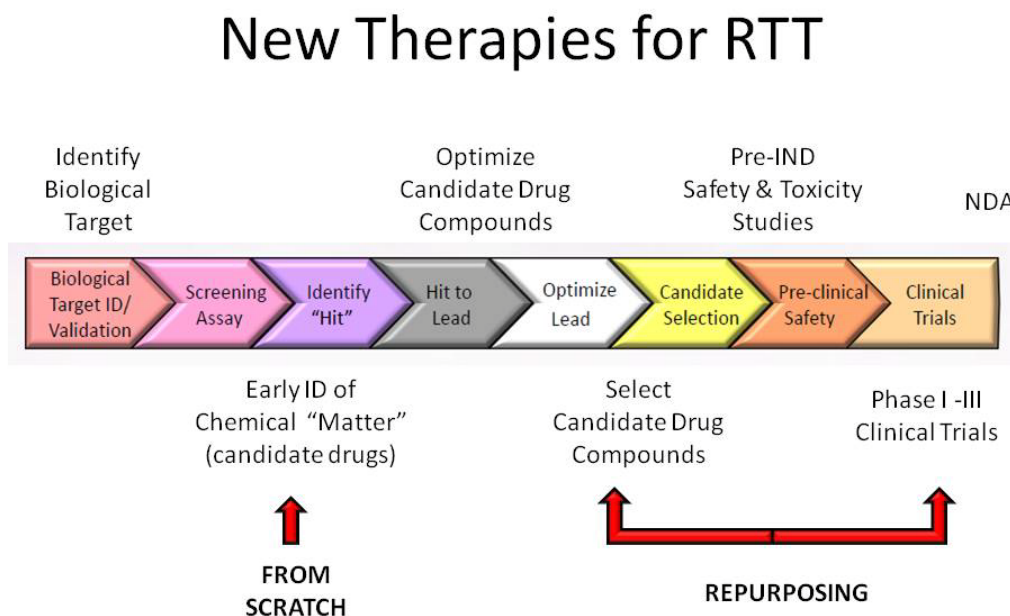 New Therapies for RTT
Identify
Biological
Target
Optimize
Candidate Drug
Compounds
Pre-IND
Safety & Toxicity
Studies
NDA
Biological
Target ID/
Validation
Screening
Assay
Identify
“Hit”
Hit to
Lead
Optimize
Lead
Candidate
Selection
Pre-clinical
Safety
Clinical
Trials
Early ID of
Chemical “Matter”
(candidate drugs)
Select
Candidate Drug
Compounds
Phase I -III
Clinical Trials
FROM
SCRATCH
REPURPOSING